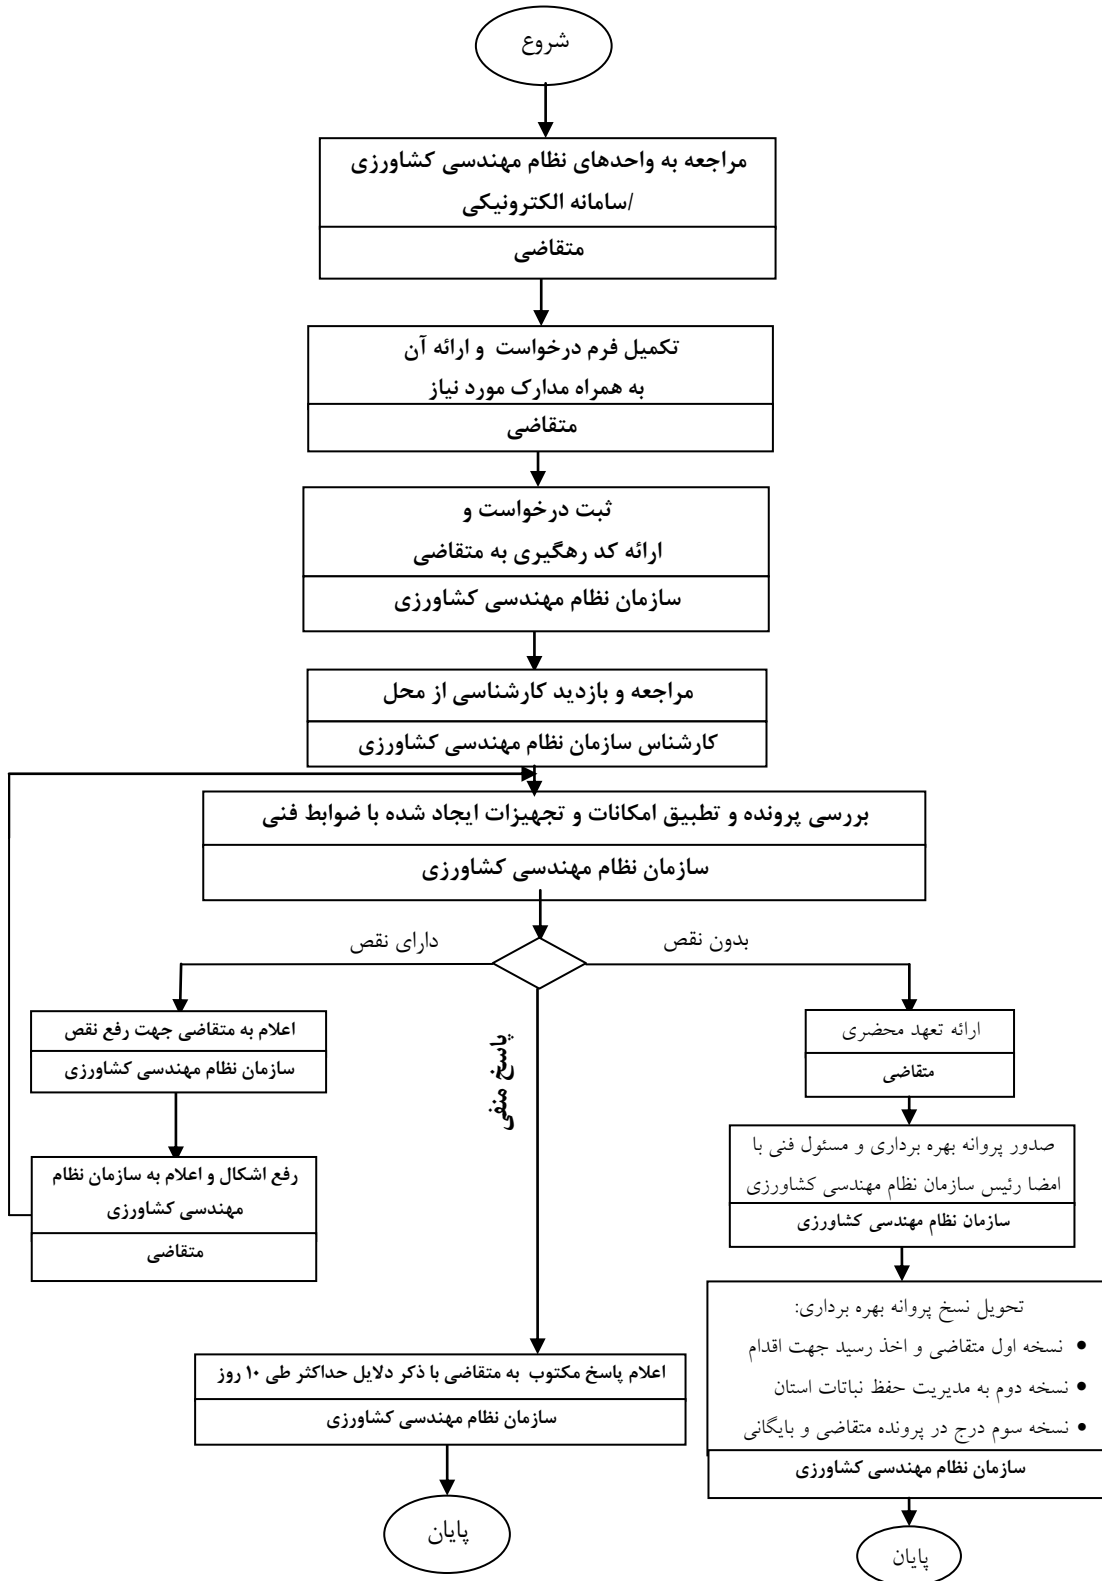 شروع
مراجعه به واحدهای نظام مهندسی کشاورزی
/سامانه الکترونیکی
متقاضی
تکمیل فرم درخواست و ارائه آن
به همراه مدارک مورد نیاز
متقاضی
ثبت درخواست و
ارائه کد رهگیری به متقاضی
سازمان نظام مهندسی کشاورزی
مراجعه و بازدید کارشناسی از محل
کارشناس سازمان نظام مهندسی کشاورزی
بررسی پرونده و تطبیق امکانات و تجهیزات ایجاد شده با ضوابط فنی
سازمان نظام مهندسی کشاورزی
بدون نقص
دارای نقص
پاسخ منفی
ارائه تعهد محضری
متقاضی
صدور پروانه بهره برداری و مسئول فنی با
امضا رئیس سازمان نظام مهندسی کشاورزی
سازمان نظام مهندسی کشاورزی
تحویل نسخ پروانه بهره برداری:
• نسخه اول متقاضی و اخذ رسید جهت اقدام
• نسخه دوم به مدیریت حفظ نباتات استان
• نسخه سوم درج در پرونده متقاضی و بایگانی
سازمان نظام مهندسی کشاورزی
پایان
اعلام به متقاضی جهت رفع نقص
سازمان نظام مهندسی کشاورزی
رفع اشکال و اعلام به سازمان نظام
مهندسی کشاورزی
متقاضی
اعلام پاسخ مکتوب به متقاضی با ذکر دلایل حداکثر طی ۱۰ روز
سازمان نظام مهندسی کشاورزی
پایان